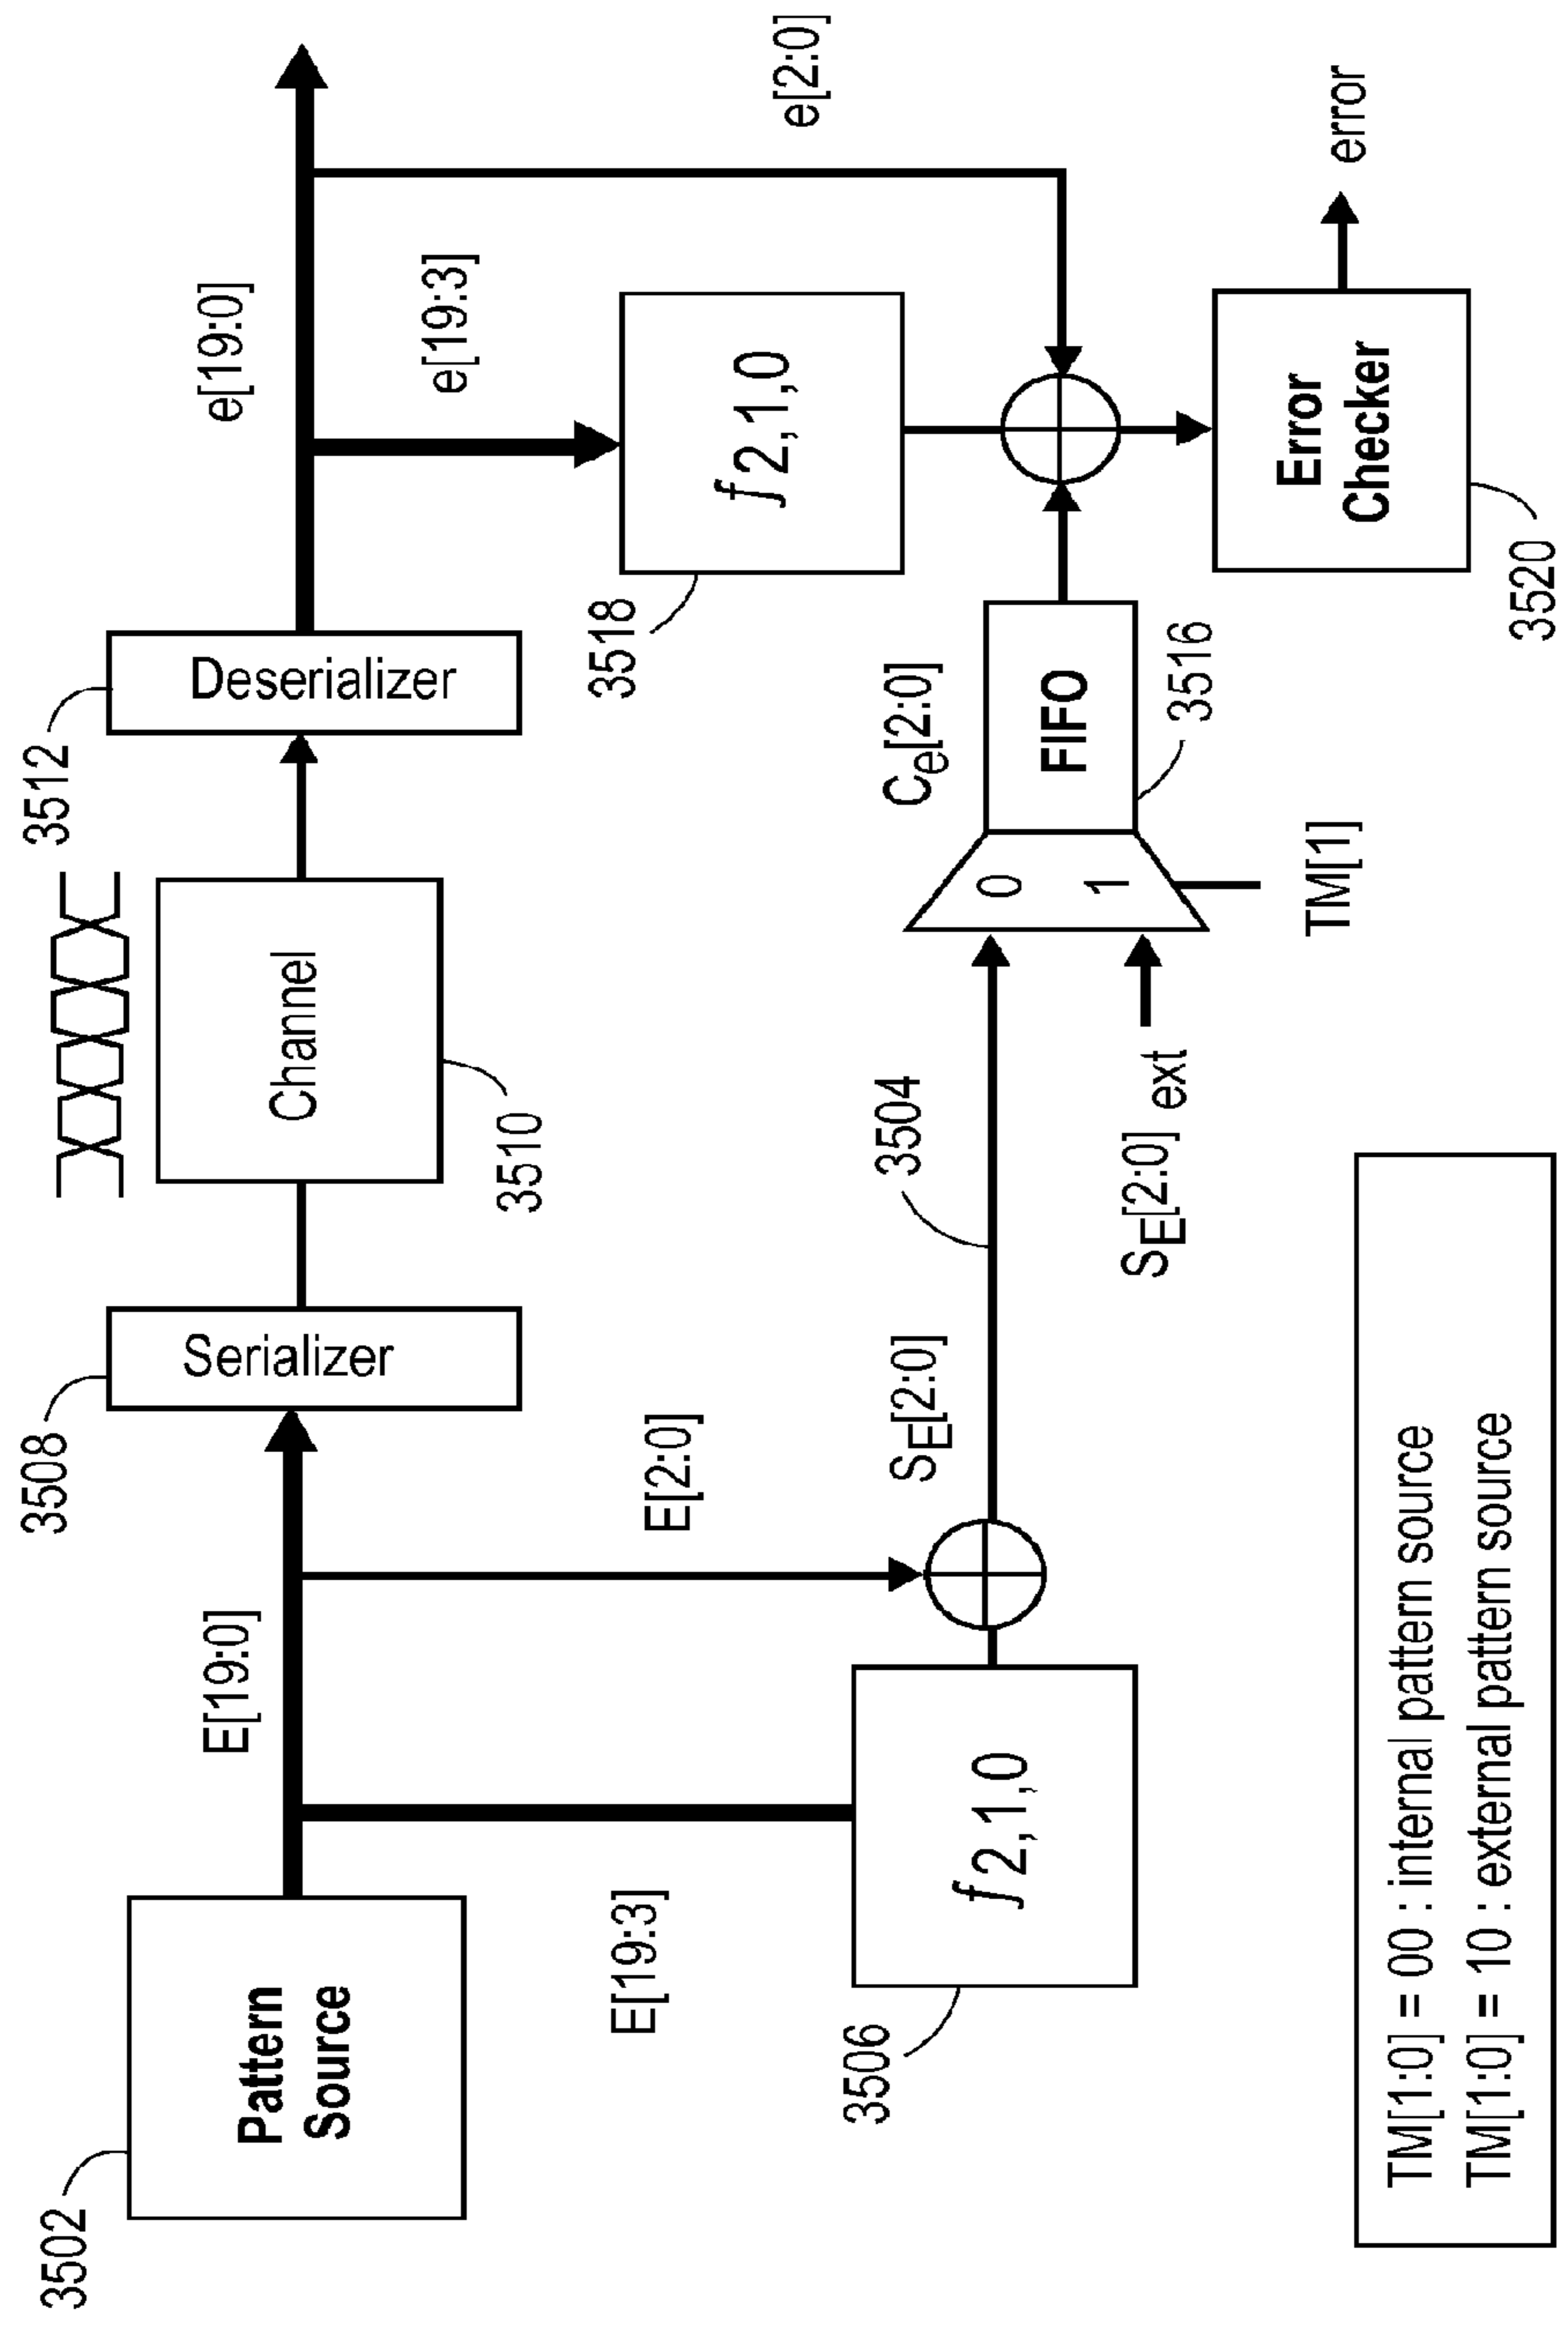 3502
Pattern
Source
E[19:0]
3508
Serializer
Channel
3510
3512
Deserializer
e[19:0]
e[19:3]
e[2:0]
E[19:3]
E[2:0]
3506
f2,1,0
SE[2:0]
3504
SE[2:0] ext
0
1
TM[1]
Ce[2:0]
FIFO
3516
3518
f2,1,0
Error
Checker
3520
error
TM[1:0] = 00 : internal pattern source
TM[1:0] = 10 : external pattern source